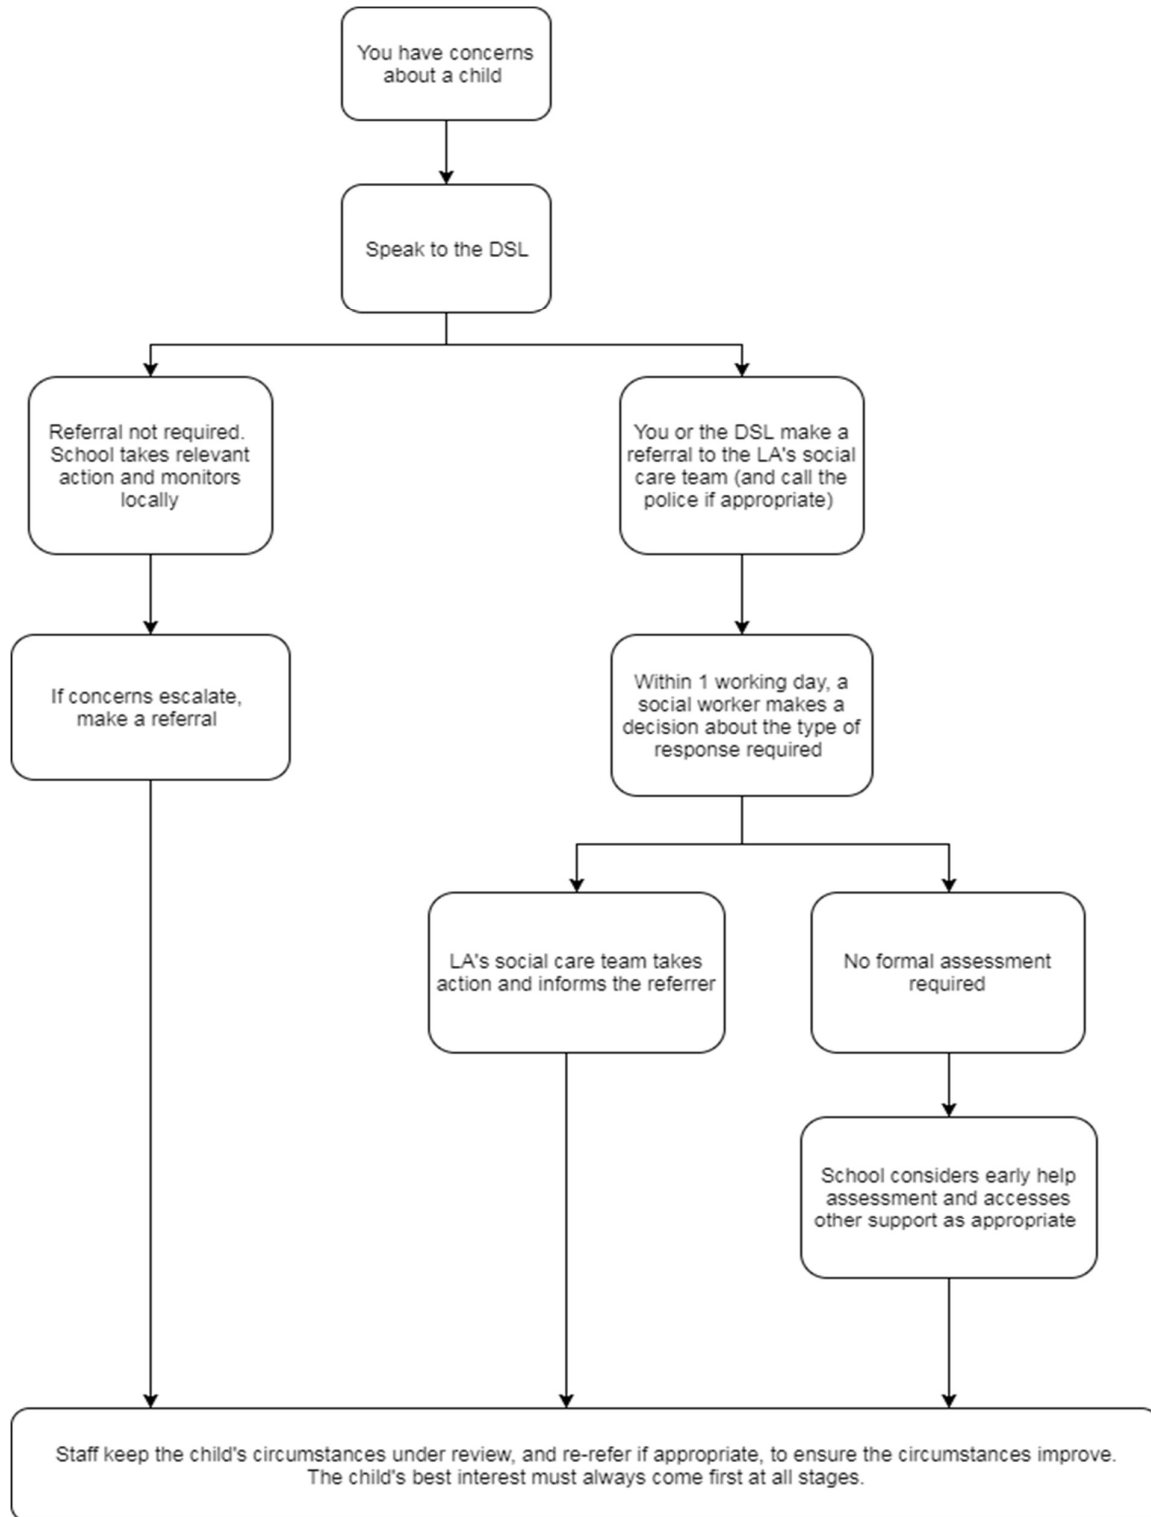 You have concerns
about a child
Speak to the DSL
Referral not required.
School takes relevant
action and monitors
locally
You or the DSL make a
referral to the LA's social
care team (and call the
police if appropriate)
If concerns escalate,
make a referral
Within 1 working day, a
social worker makes a
decision about the type of
response required
LA's social care team takes
action and informs the referrer
No formal assessment
required
School considers early help
assessment and accesses
other support as appropriate
Staff keep the child's circumstances under review, and re-refer if appropriate, to ensure the circumstances improve.
The child's best interest must always come first at all stages.